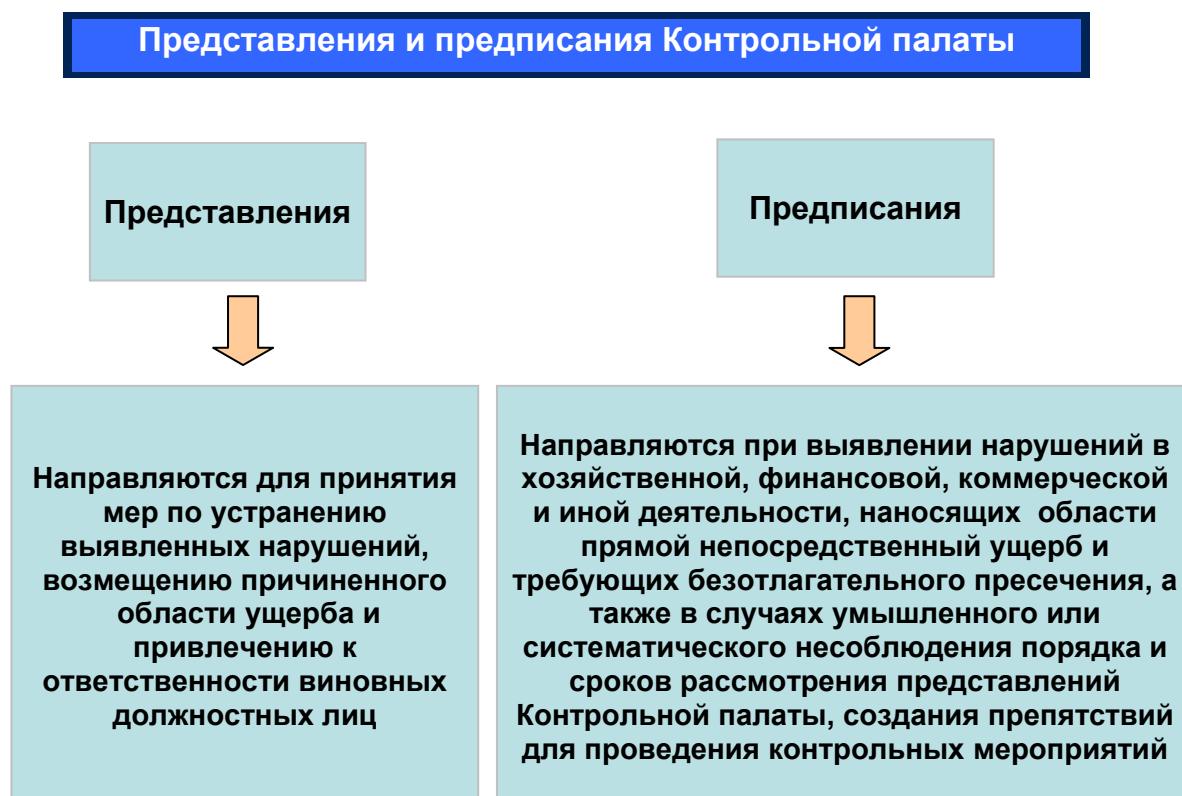 Представления и предписания Контрольной палаты
Представления
Предписания
Направляются для принятия
мер по устранению
выявленных нарушений,
возмещению причиненного
области ущерба и
привлечению к
ответственности виновных
должностных лиц
Направляются при выявлении нарушений в
хозяйственной, финансовой, коммерческой
и иной деятельности, наносящих области
прямой непосредственный ущерб и
требующих безотлагательного пресечения, а
также в случаях умышленного или
систематического несоблюдения порядка и
сроков рассмотрения представлений
Контрольной палаты, создания препятствий
для проведения контрольных мероприятий